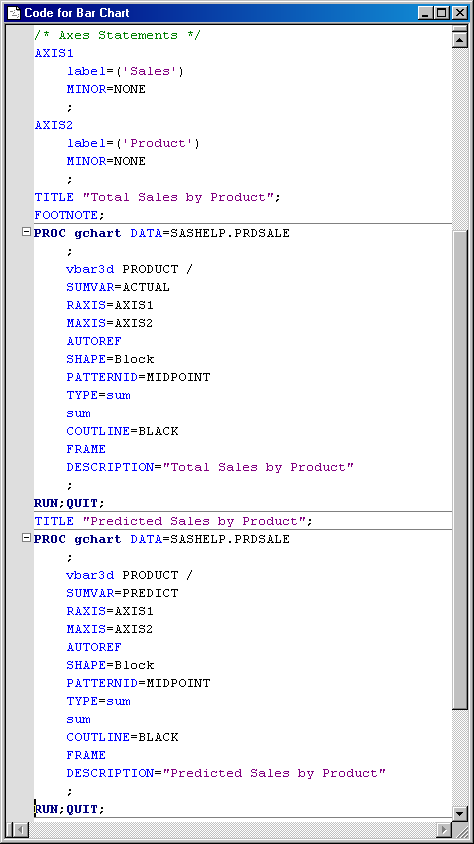 Code for Bar Chart
/* Axes Statements */
AXIS1
label=('Sales')
MINOR=NONE
;
AXIS2
label=('Product')
MINOR=NONE
;
TITLE "Total Sales by Product";
FOOTNOTE;
PROC gchart DATA=SASHELP.PRDSALE
;
vbar3d PRODUCT /
SUMVAR=ACTUAL
RAXIS=AXIS1
MAXIS=AXIS2
AUTOREF
SHAPE=Block
PATTERNID=MIDPOINT
TYPE=sum
sum
COUTLINE=BLACK
FRAME
DESCRIPTION="Total Sales by Product"
;
RUN;QUIT;
TITLE "Predicted Sales by Product";
PROC gchart DATA=SASHELP.PRDSALE
;
vbar3d PRODUCT /
SUMVAR=PREDICT
RAXIS=AXIS1
MAXIS=AXIS2
AUTOREF
SHAPE=Block
PATTERNID=MIDPOINT
TYPE=sum
sum
COUTLINE=BLACK
FRAME
DESCRIPTION="Predicted Sales by Product"
;
RUN;QUIT;